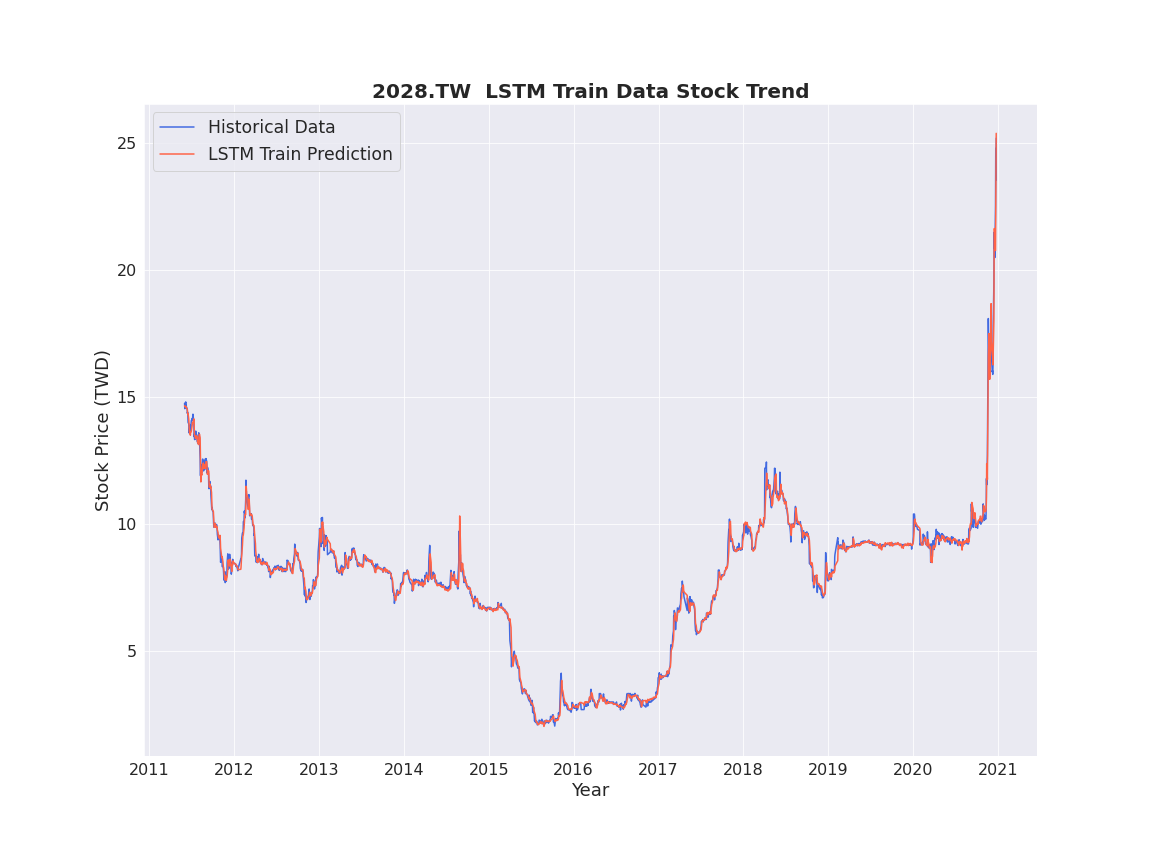 2028.TW  LSTM Train Data Stock Trend
Historical Data
LSTM Train Prediction
25
20
15
10
5
Stock Price (TWD)
2011 2012 2013 2014 2015 2016 2017 2018 2019 2020 2021
Year